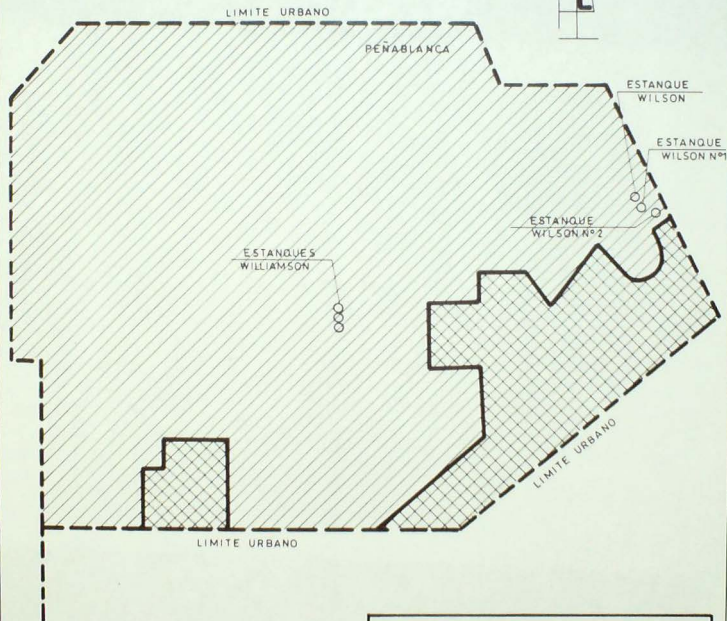 LIMITE URBANO
PEÑABLANCA
ESTANQUE
WILSON
ESTANQUE
WILSON Nº1
ESTANQUE
WILSON Nº2
ESTANQUES
WILLIAMSON
LIMITE URBANO
LIMITE URBANO